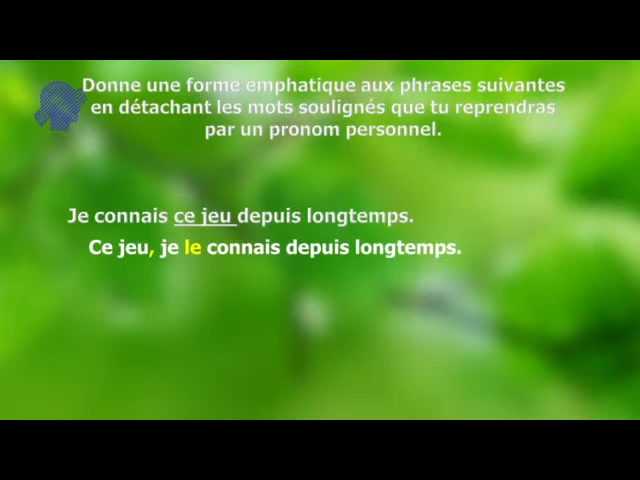 Donne une forme emphatique aux phrases suivantes
en détachant les mots soulignés que tu reprendras
par un pronom personnel.
Je connais ce jeu depuis longtemps.
Ce jeu, je le connais depuis longtemps.